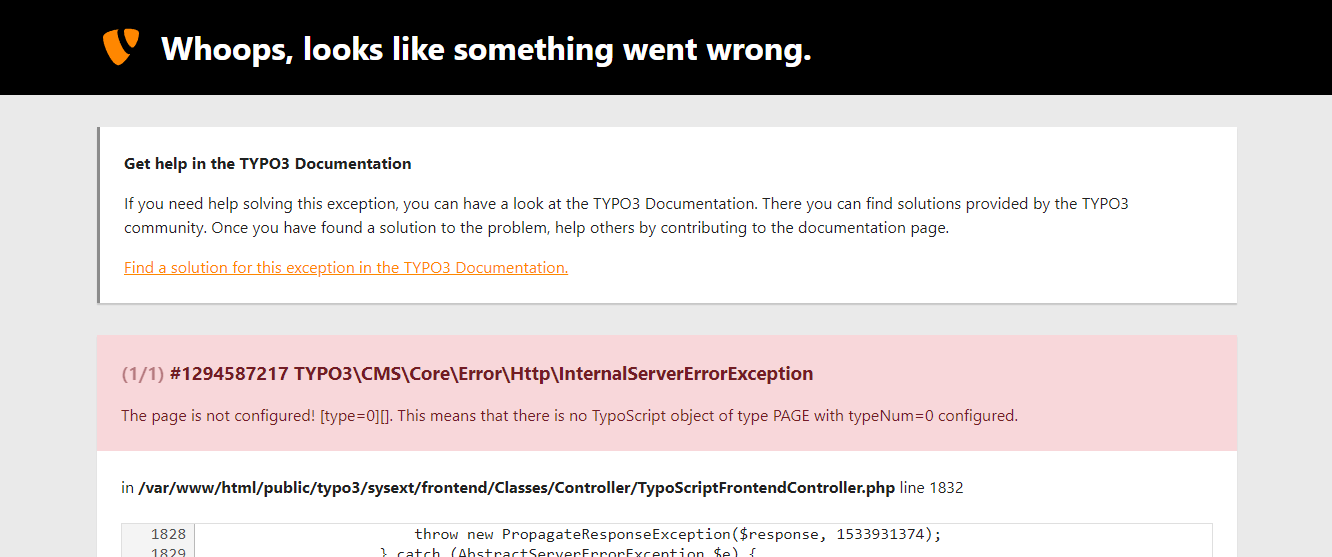 Whoops, looks like something went wrong.
Get help in the TYPO3 Documentation
If you need help solving this exception, you can have a look at the TYPO3 Documentation. There you can find solutions provided by the TYPO3
community. Once you have found a solution to the problem, help others by contributing to the documentation page.
Find a solution for this exception in the TYPO3 Documentation.
(1/1) #1294587217 TYPO3\CMS\Core\Error\Http\InternalServerErrorException
The page is not configured! [type=0][]. This means that there is no TypoScript object of type PAGE with typeNum=0 configured.
in /var/www/html/public/typo3/sysext/frontend/Classes/Controller/TypoScriptFrontendController.php line 1832
1828 throw new PropagateResponseException($response, 1533931374);
1829 } catch (AbstractServerErrorException $e) {